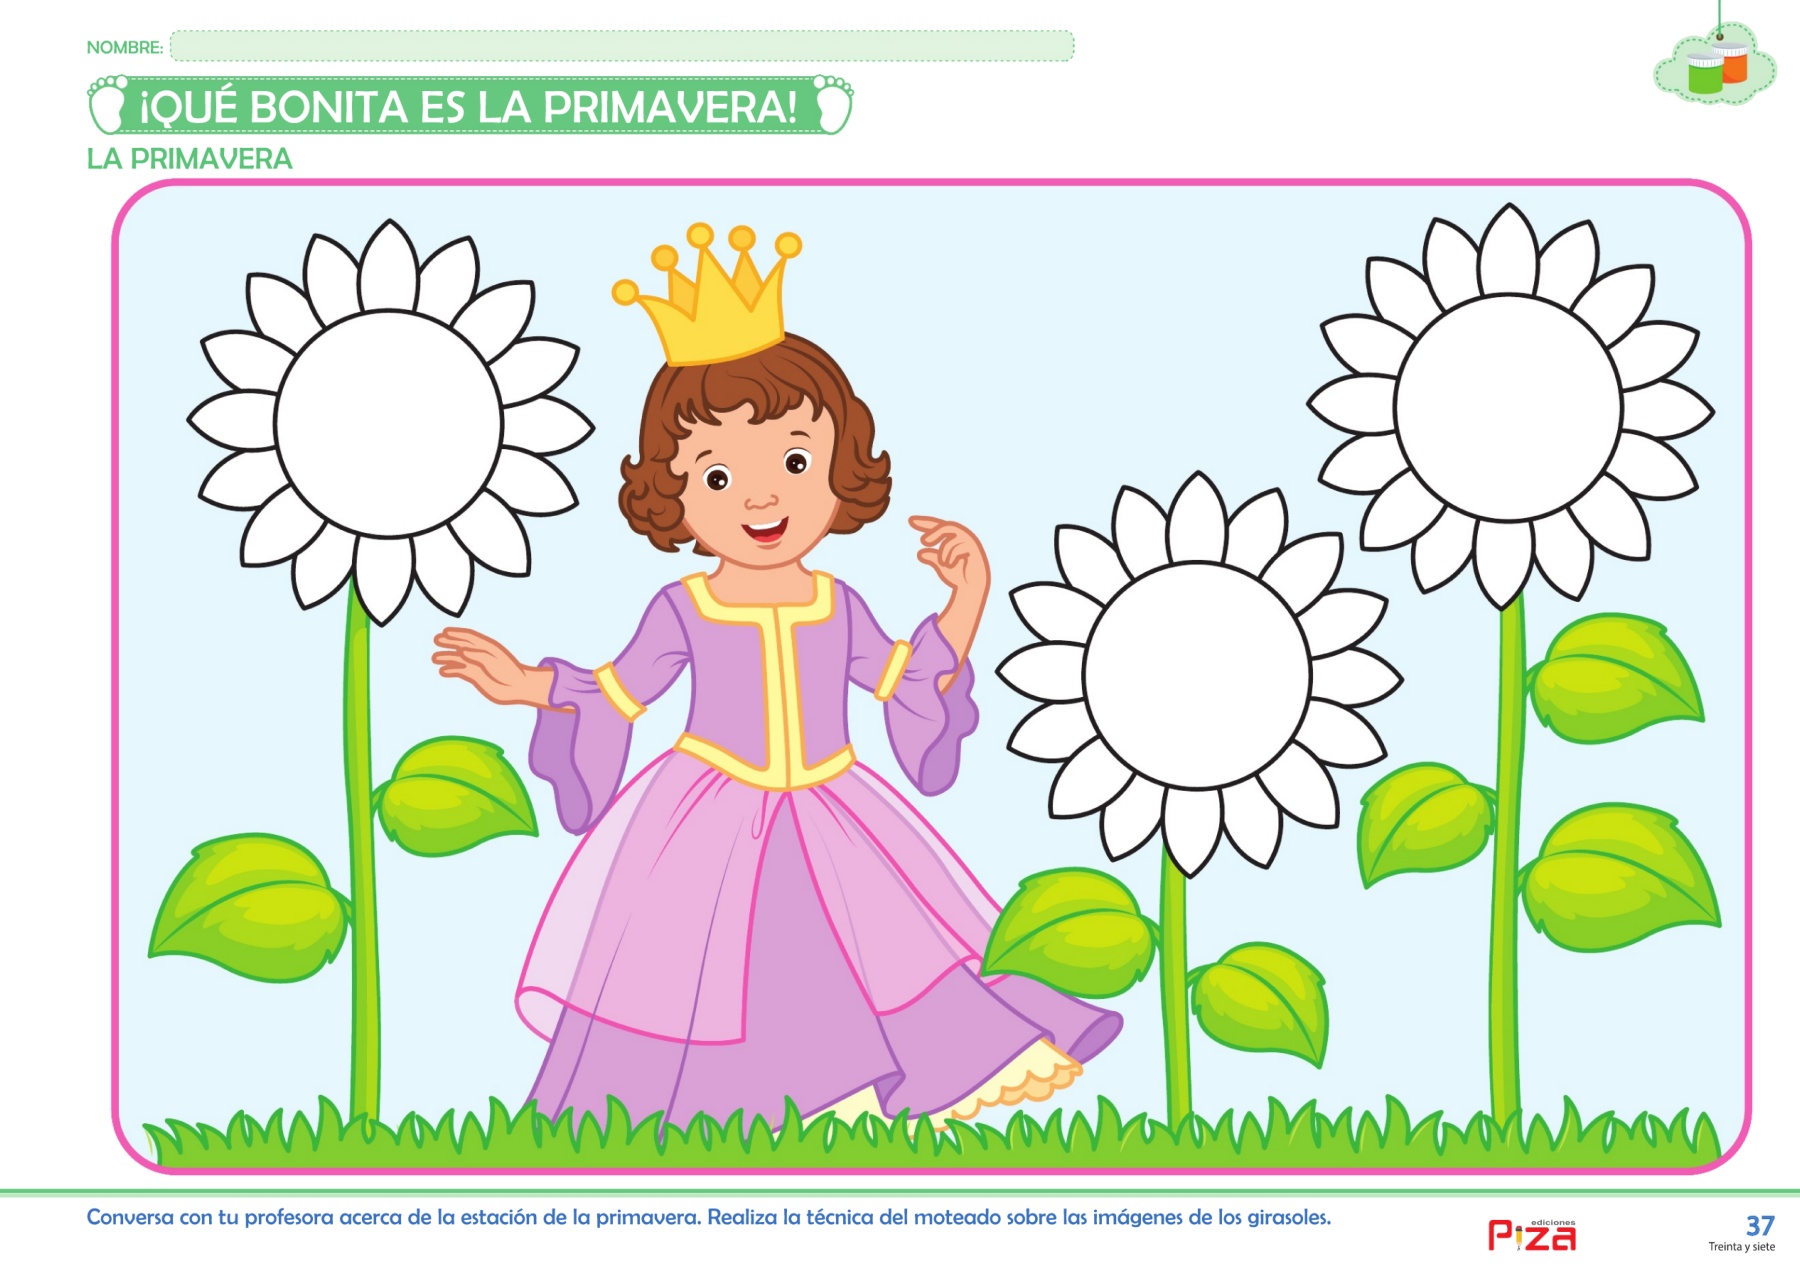 NOMBRE:
¡QUÉ BONITA ES LA PRIMAVERA!
LA PRIMAVERA
Conversa con tu profesora acerca de la estación de la primavera. Realiza la técnica del moteado sobre las imágenes de los girasoles.
ediciones
Piza
37
Treinta y siete